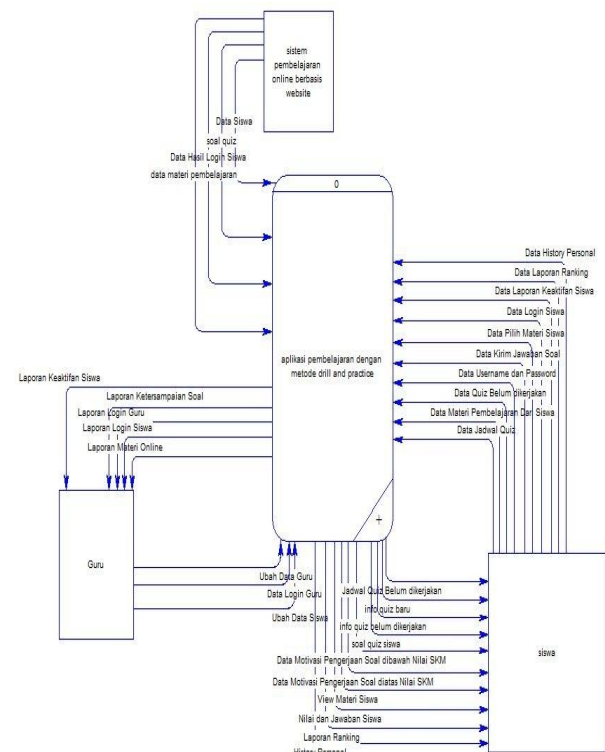 sistem
pembelajaran
online berbasis
website
Data Siswa
soal quiz
Data Hasil Login Siswa
data materi pembelajaran
0
aplikasi pembelajaran dengan
metode drill and practice
+
Data History Personal
Data Laporan Ranking
Data Laporan Keaktifan Siswa
Data Login Siswa
Data Pilih Materi Siswa
Data Kirim Jawaban Soal
Data Username dan Password
Data Quiz Belum dikerjakan
Data Materi Pembelajaran Dari Siswa
Data Jadwal Quiz
Laporan Keaktifan Siswa
Laporan Ketersampaian Soal
Laporan Login Guru
Laporan Login Siswa
Laporan Materi Online
Guru
Ubah Data Guru
Data Login Guru
Ubah Data Siswa
Jadwal Quiz Belum dikerjakan
info quiz baru
info quiz belum dikerjakan
soal quiz siswa
Data Motivasi Pengerjaan Soal dibawah Nilai SKM
Data Motivasi Pengerjaan Soal diatas Nilai SKM
View Materi Siswa
Nilai dan Jawaban Siswa
Laporan Ranking
History Personal
siswa